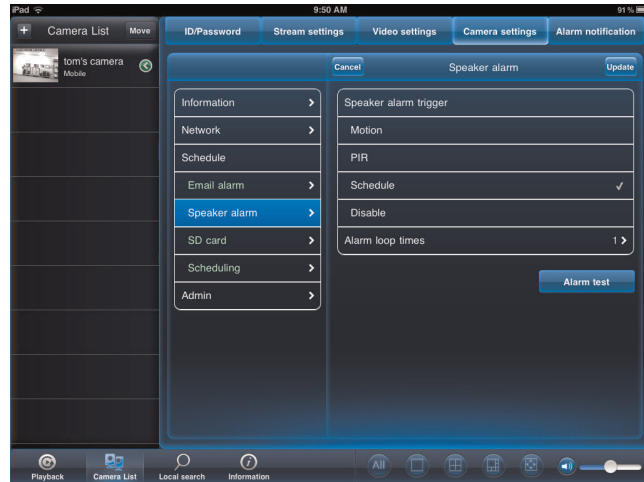 iPad 9:50 AM 91 %
+ Camera List Move
ID/Password Stream settings Video settings Camera settings Alarm notification
tom's camera
Mobile
Cancel Speaker alarm Update
Information
Network
Schedule
Email alarm
Speaker alarm
SD card
Scheduling
Admin
Speaker alarm trigger
Motion
PIR
Schedule
Disable
Alarm loop times 1
Alarm test
Playback Camera List Local search Information
All